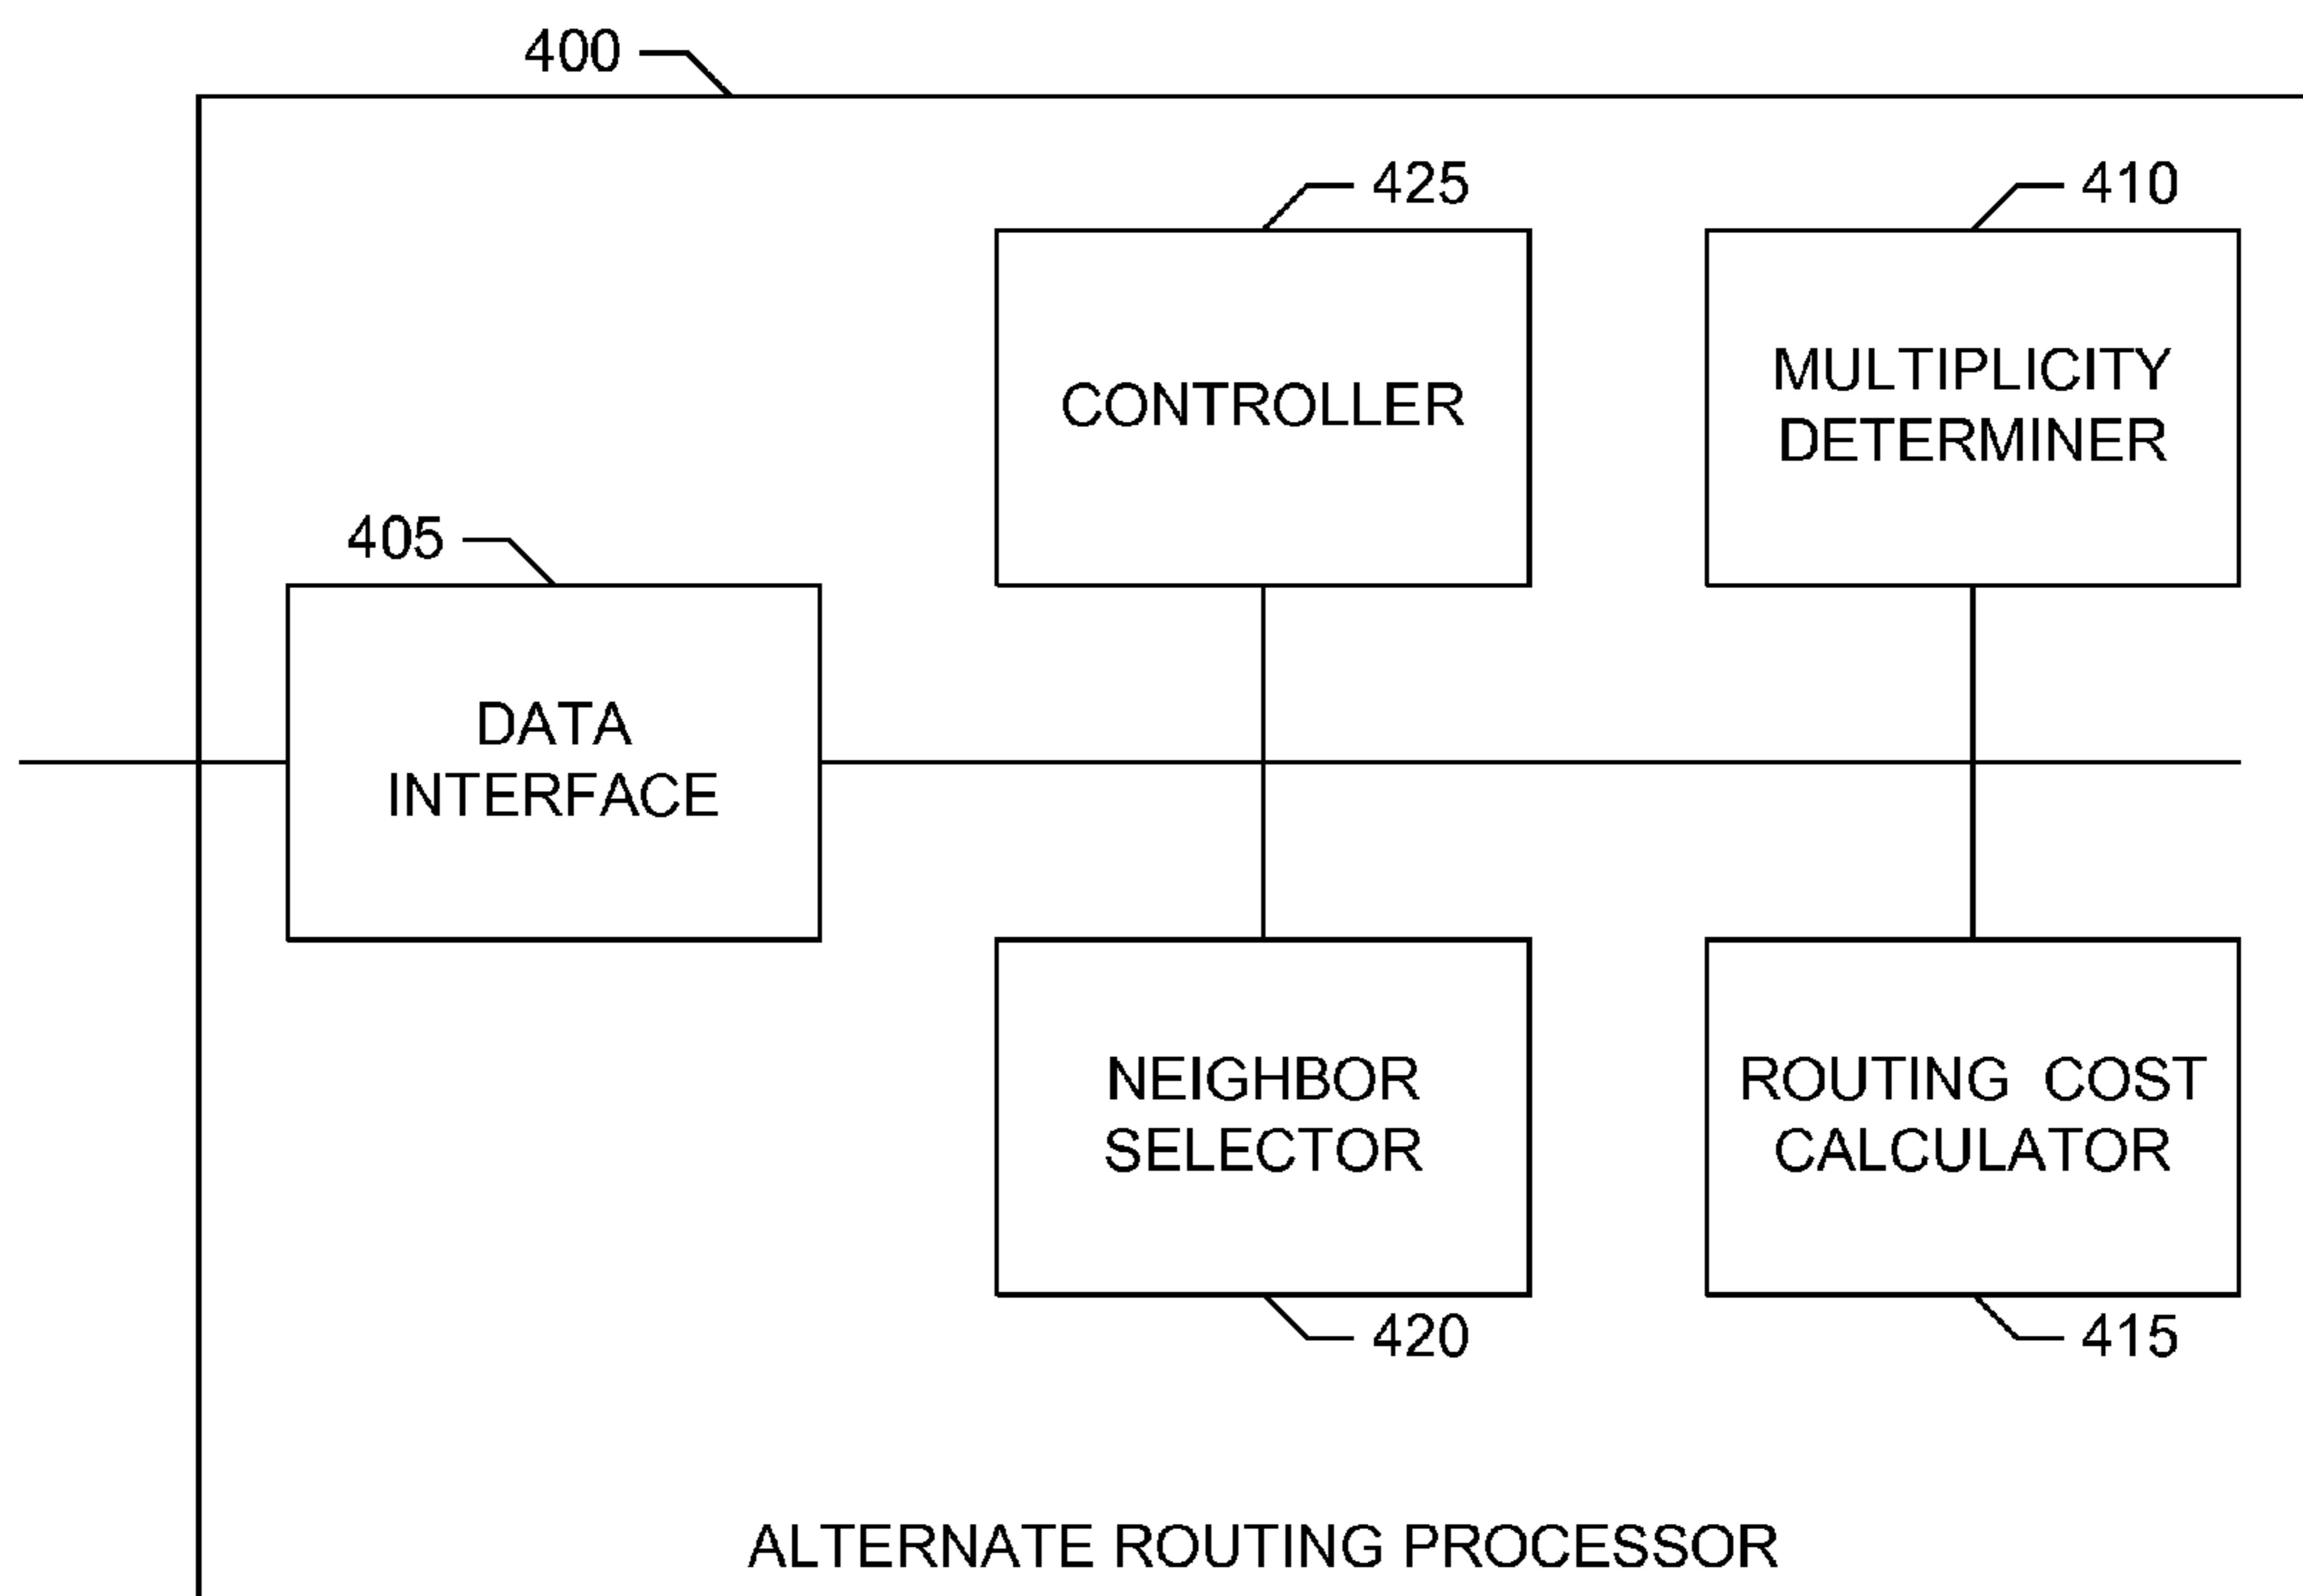 400
425
410
CONTROLLER
MULTIPLICITY
DETERMINER
405
DATA
INTERFACE
NEIGHBOR
SELECTOR
ROUTING COST
CALCULATOR
420
415
ALTERNATE ROUTING PROCESSOR